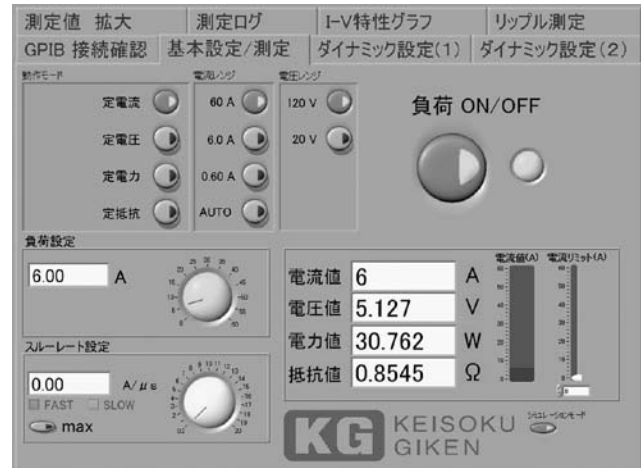 測定値 拡大 測定ログ I-V特性グラフ リップル測定
GPIB 接続確認 基本設定/測定 ダイナミック設定(1) ダイナミック設定(2)
動作モード 電流レンジ 電圧レンジ
定電流 60 A 120 V 負荷 ON/OFF
定電圧 6.0 A 20 V
定電力 0.60 A
定抵抗 AUTO
負荷設定
6.00 A
電流値(A) 電流リミット(A)
電流値 6 A
電圧値 5.127 V
電力値 30.762 W
抵抗値 0.8545 Ω
スルーレート設定
0.00 A/μs
FAST SLOW
max
KG KEISOKU GIKEN
シミュレーションモード